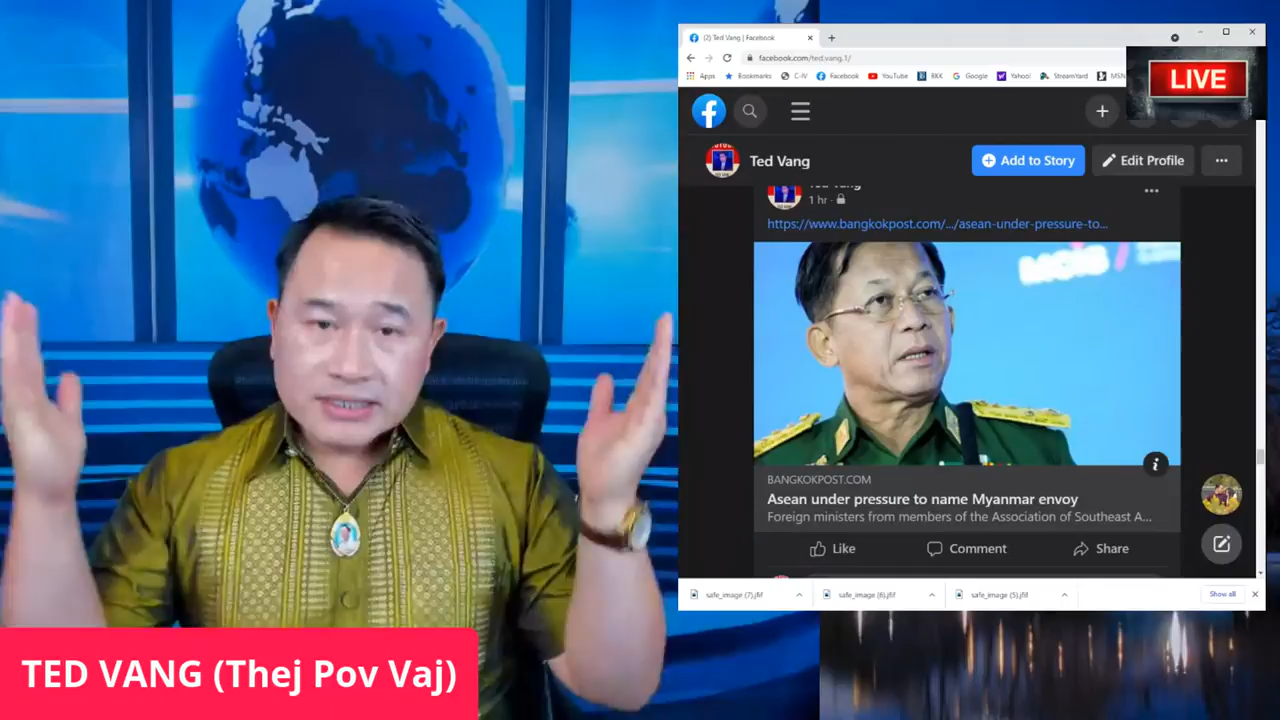 (2) Ted Vang | Facebook
facebook.com/ted.vang.1/
Apps Bookmarks C-IV Facebook YouTube RKK Google Yahoo! StreamYard MSN
LIVE
Ted Vang
Add to Story
Edit Profile
Ted Vang
1 hr ·
https://www.bangkokpost.com/.../asean-under-pressure-to...
BANGKOKPOST.COM
Asean under pressure to name Myanmar envoy
Foreign ministers from members of the Association of Southeast A...
Like
Comment
Share
safe_image (7).jfif
safe_image (6).jfif
safe_image (5).jfif
Show all
TED VANG (Thej Pov Vaj)